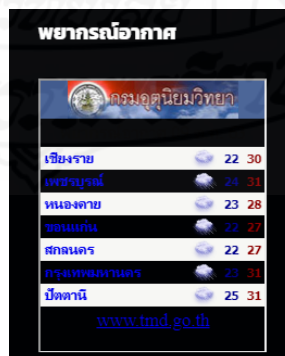 พยากรณ์อากาศ
กรมอุตุนิยมวิทยา
เชียงราย 22 30
เพชรบูรณ์ 24 31
หนองคาย 23 28
ขอนแก่น 22 27
สกลนคร 22 27
กรุงเทพมหานคร 23 31
ปัตตานี 25 31
www.tmd.go.th